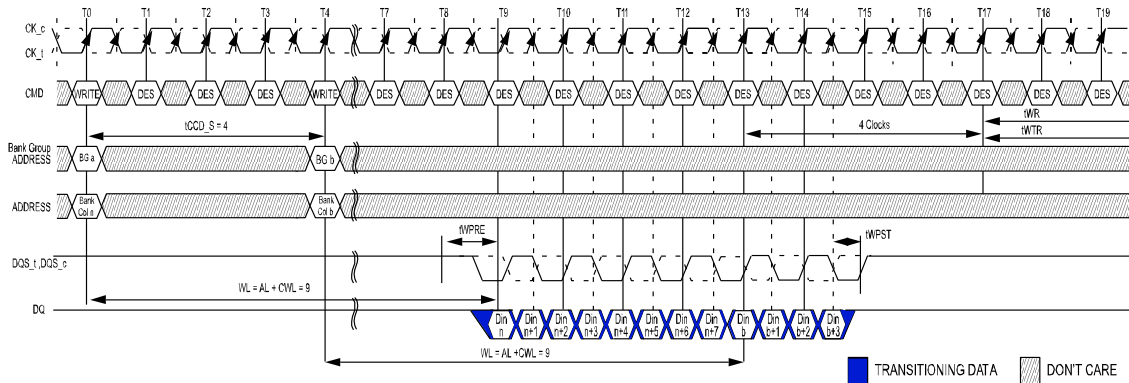 T0 T1 T2 T3 T4 T7 T8 T9 T10 T11 T12 T13 T14 T15 T16 T17 T18 T19
CK_c
CK_t
CMD WRITE DES DES DES WRITE DES DES DES DES DES DES DES DES DES DES DES DES DES
tCCD_S = 4 4 Clocks tWR
tWTR
Bank Group
ADDRESS BG a BG b
ADDRESS Bank Col n Bank Col b
tWPRE tWPST
DQS_t ,DQS_c
WL = AL + CWL = 9
DQ Din n Din n+1 Din n+2 Din n+3 Din n+4 Din n+5 Din n+6 Din n+7 Din b Din b+1 Din b+2 Din b+3
WL = AL +CWL = 9
TRANSITIONING DATA DON'T CARE